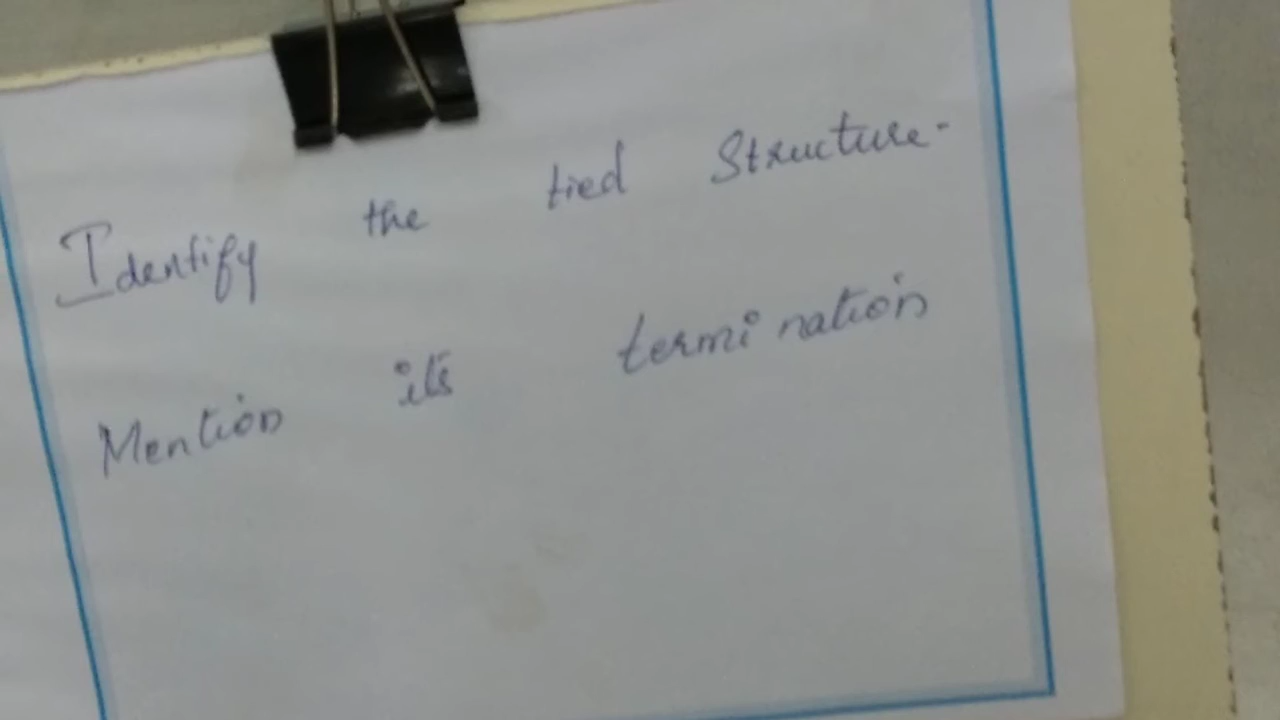 Identify the tied Structure.
Mention its termination